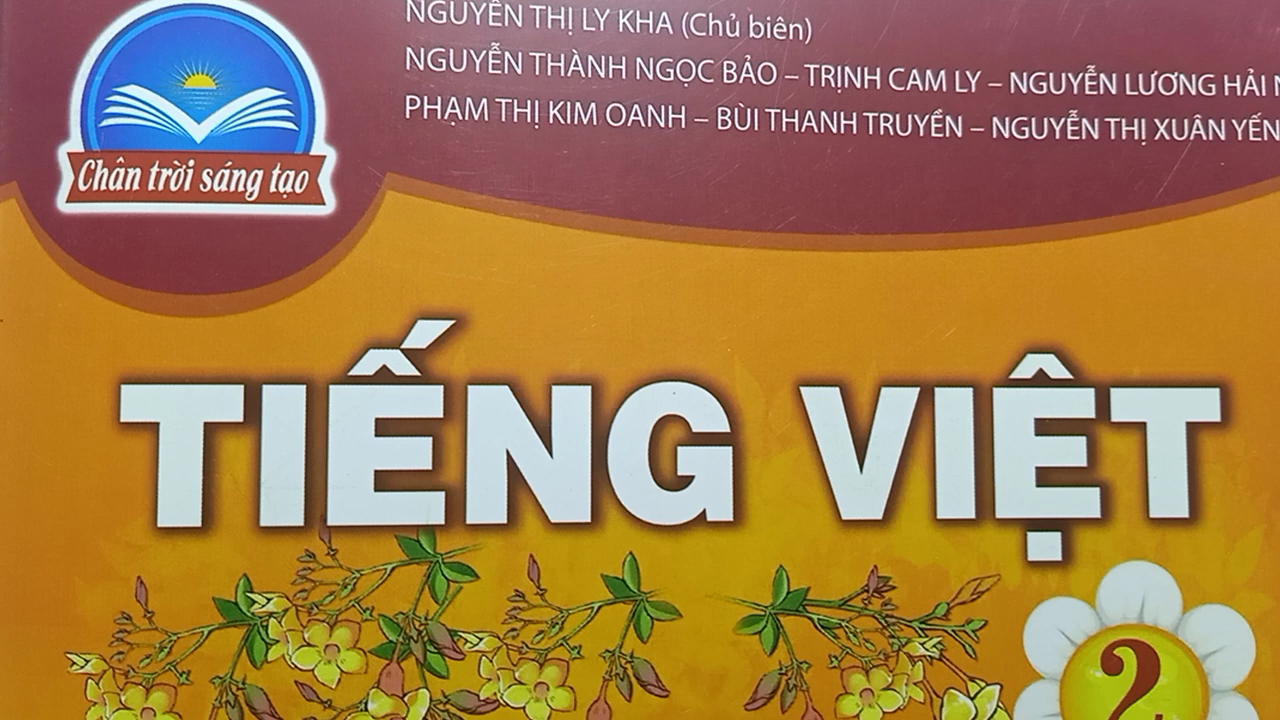 NGUYỄN THỊ LY KHA (Chủ biên)
NGUYỄN THÀNH NGỌC BẢO – TRỊNH CAM LY – NGUYỄN LƯƠNG HẢI
PHẠM THỊ KIM OANH – BÙI THANH TRUYỀN – NGUYỄN THỊ XUÂN YẾN
Chân trời sáng tạo
TIẾNG VIỆT
2